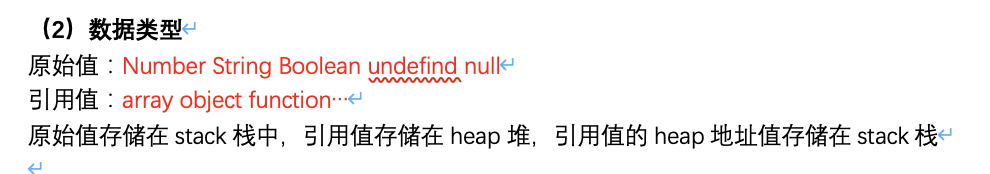 （2）数据类型
原始值：Number String Boolean undefind null
引用值：array object function…
原始值存储在 stack 栈中，引用值存储在 heap 堆，引用值的 heap 地址值存储在 stack 栈